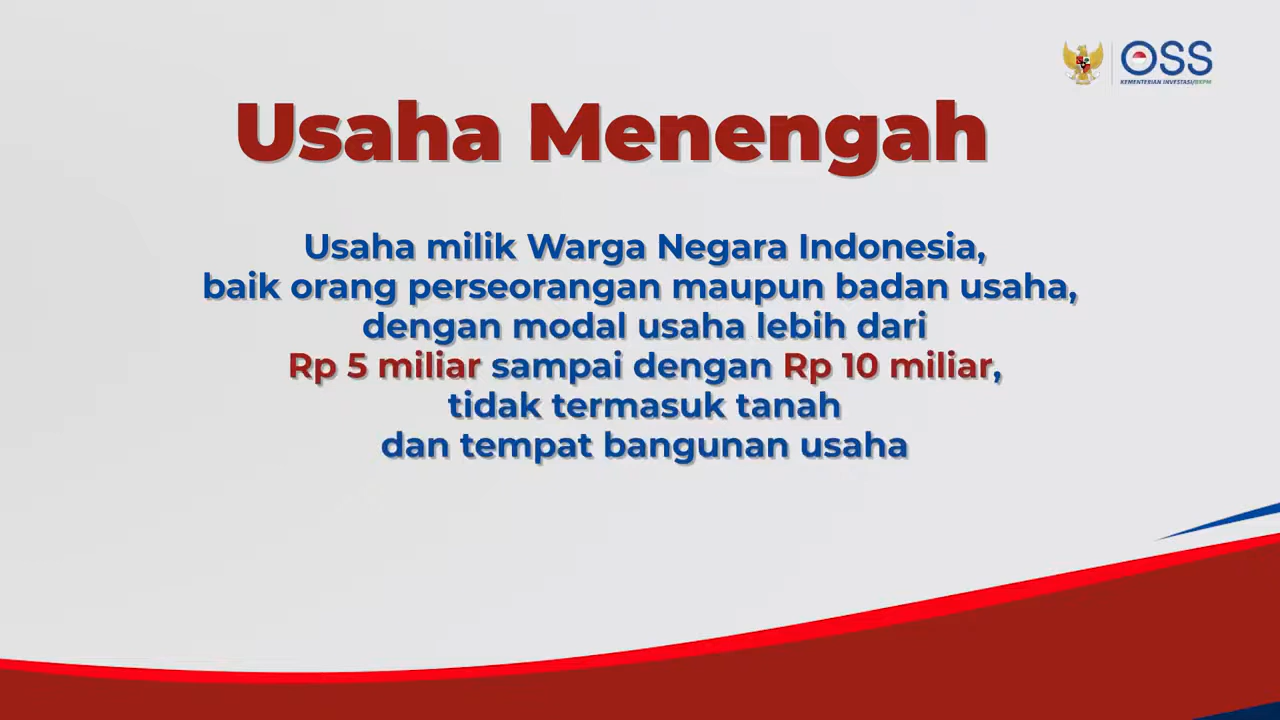 OSS
KEMENTERIAN INVESTASI/BKPM
Usaha Menengah
Usaha milik Warga Negara Indonesia,
baik orang perseorangan maupun badan usaha,
dengan modal usaha lebih dari
Rp 5 miliar sampai dengan Rp 10 miliar,
tidak termasuk tanah
dan tempat bangunan usaha